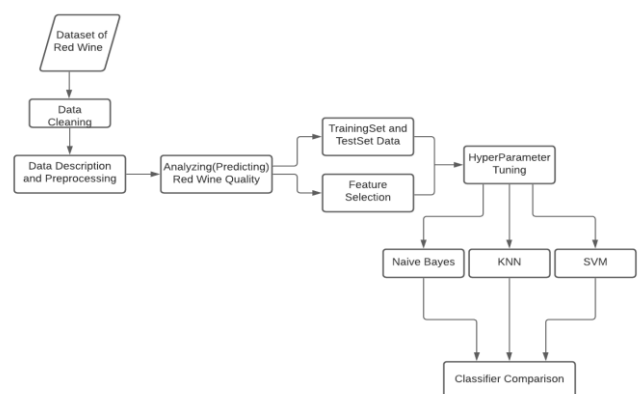 Dataset of
Red Wine
Data
Cleaning
Data Description
and Preprocessing
Analyzing(Predicting)
Red Wine Quality
TrainingSet and
TestSet Data
Feature
Selection
HyperParameter
Tuning
Naive Bayes
KNN
SVM
Classifier Comparison